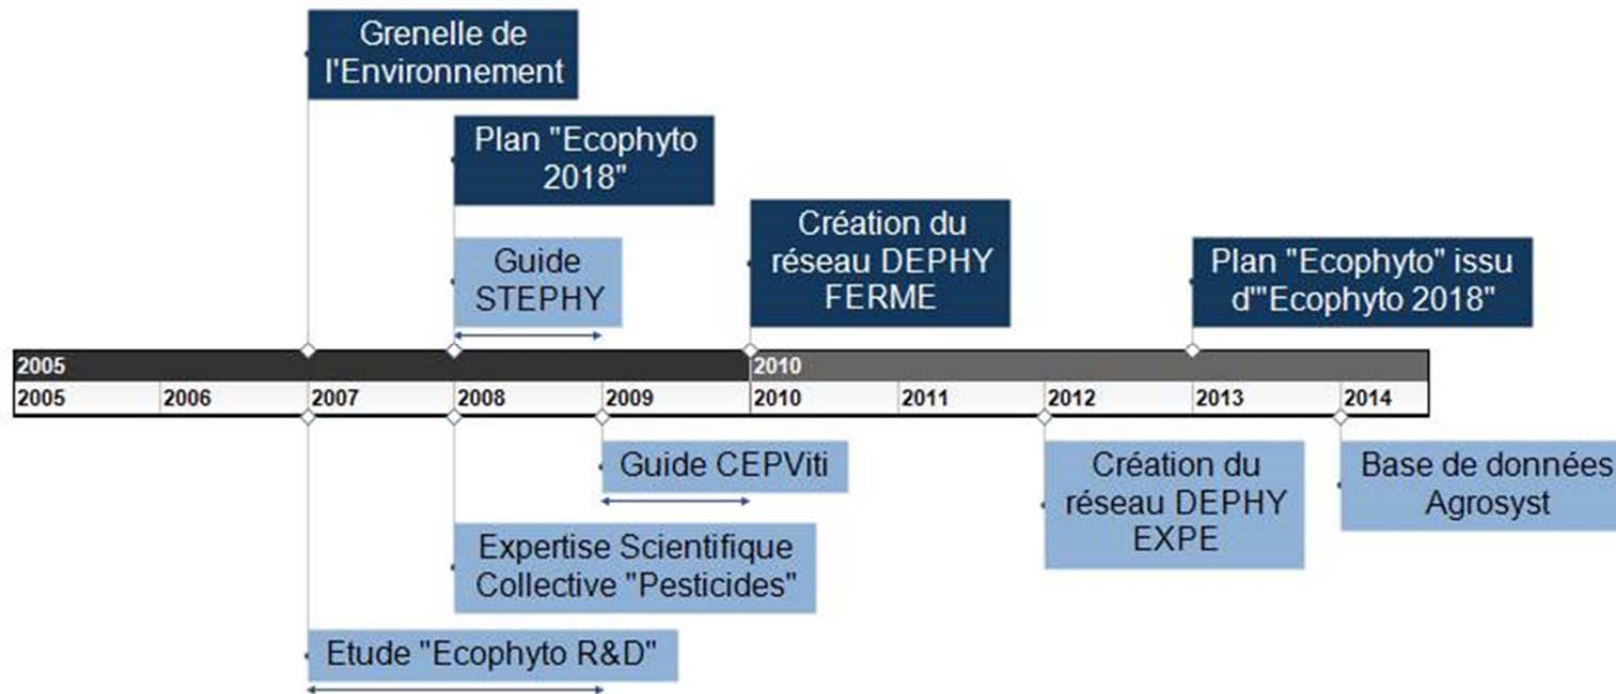 Grenelle de
l'Environnement
Plan "Ecophyto
2018"
Guide
STEPHY
Création du
réseau DEPHY
FERME
Plan "Ecophyto" issu
d'"Ecophyto 2018"
2005 2010
2005 2006 2007 2008 2009 2010 2011 2012 2013 2014
Guide CEPViti
Expertise Scientifique
Collective "Pesticides"
Etude "Ecophyto R&D"
Création du
réseau DEPHY
EXPE
Base de données
Agrosyst